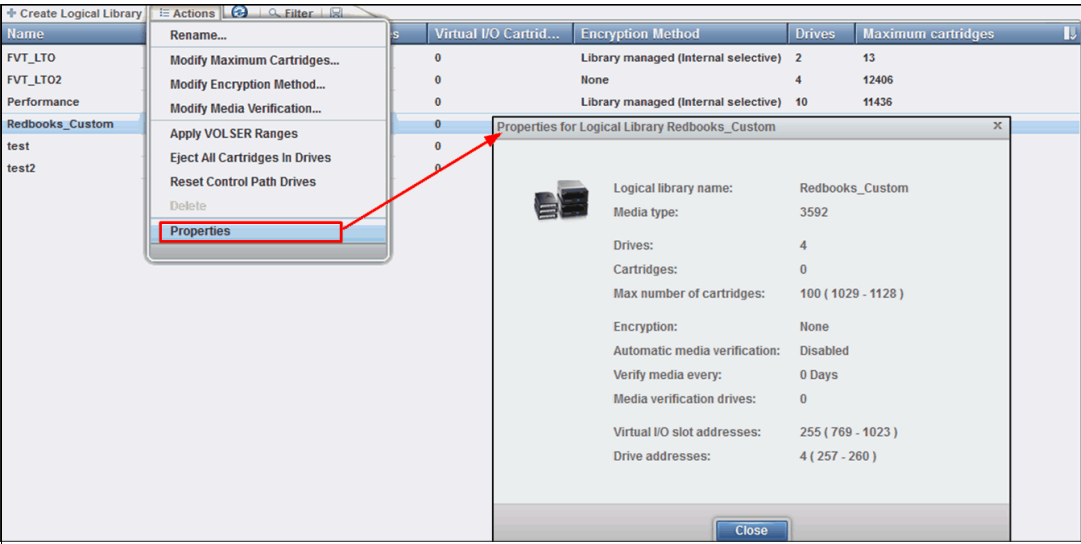 Create Logical Library Actions Filter
Name s Virtual I/O Cartrid... Encryption Method Drives Maximum cartridges
FVT_LTO 0 Library managed (Internal selective) 2 13
FVT_LTO2 0 None 4 12406
Performance 0 Library managed (Internal selective) 10 11436
Redbooks_Custom 0
test 0
test2 0
Rename...
Modify Maximum Cartridges...
Modify Encryption Method...
Modify Media Verification...
Apply VOLSER Ranges
Eject All Cartridges In Drives
Reset Control Path Drives
Delete
Properties
Properties for Logical Library Redbooks_Custom x
Logical library name: Redbooks_Custom
Media type: 3592
Drives: 4
Cartridges: 0
Max number of cartridges: 100 ( 1029 - 1128 )
Encryption: None
Automatic media verification: Disabled
Verify media every: 0 Days
Media verification drives: 0
Virtual I/O slot addresses: 255 ( 769 - 1023 )
Drive addresses: 4 ( 257 - 260 )
Close